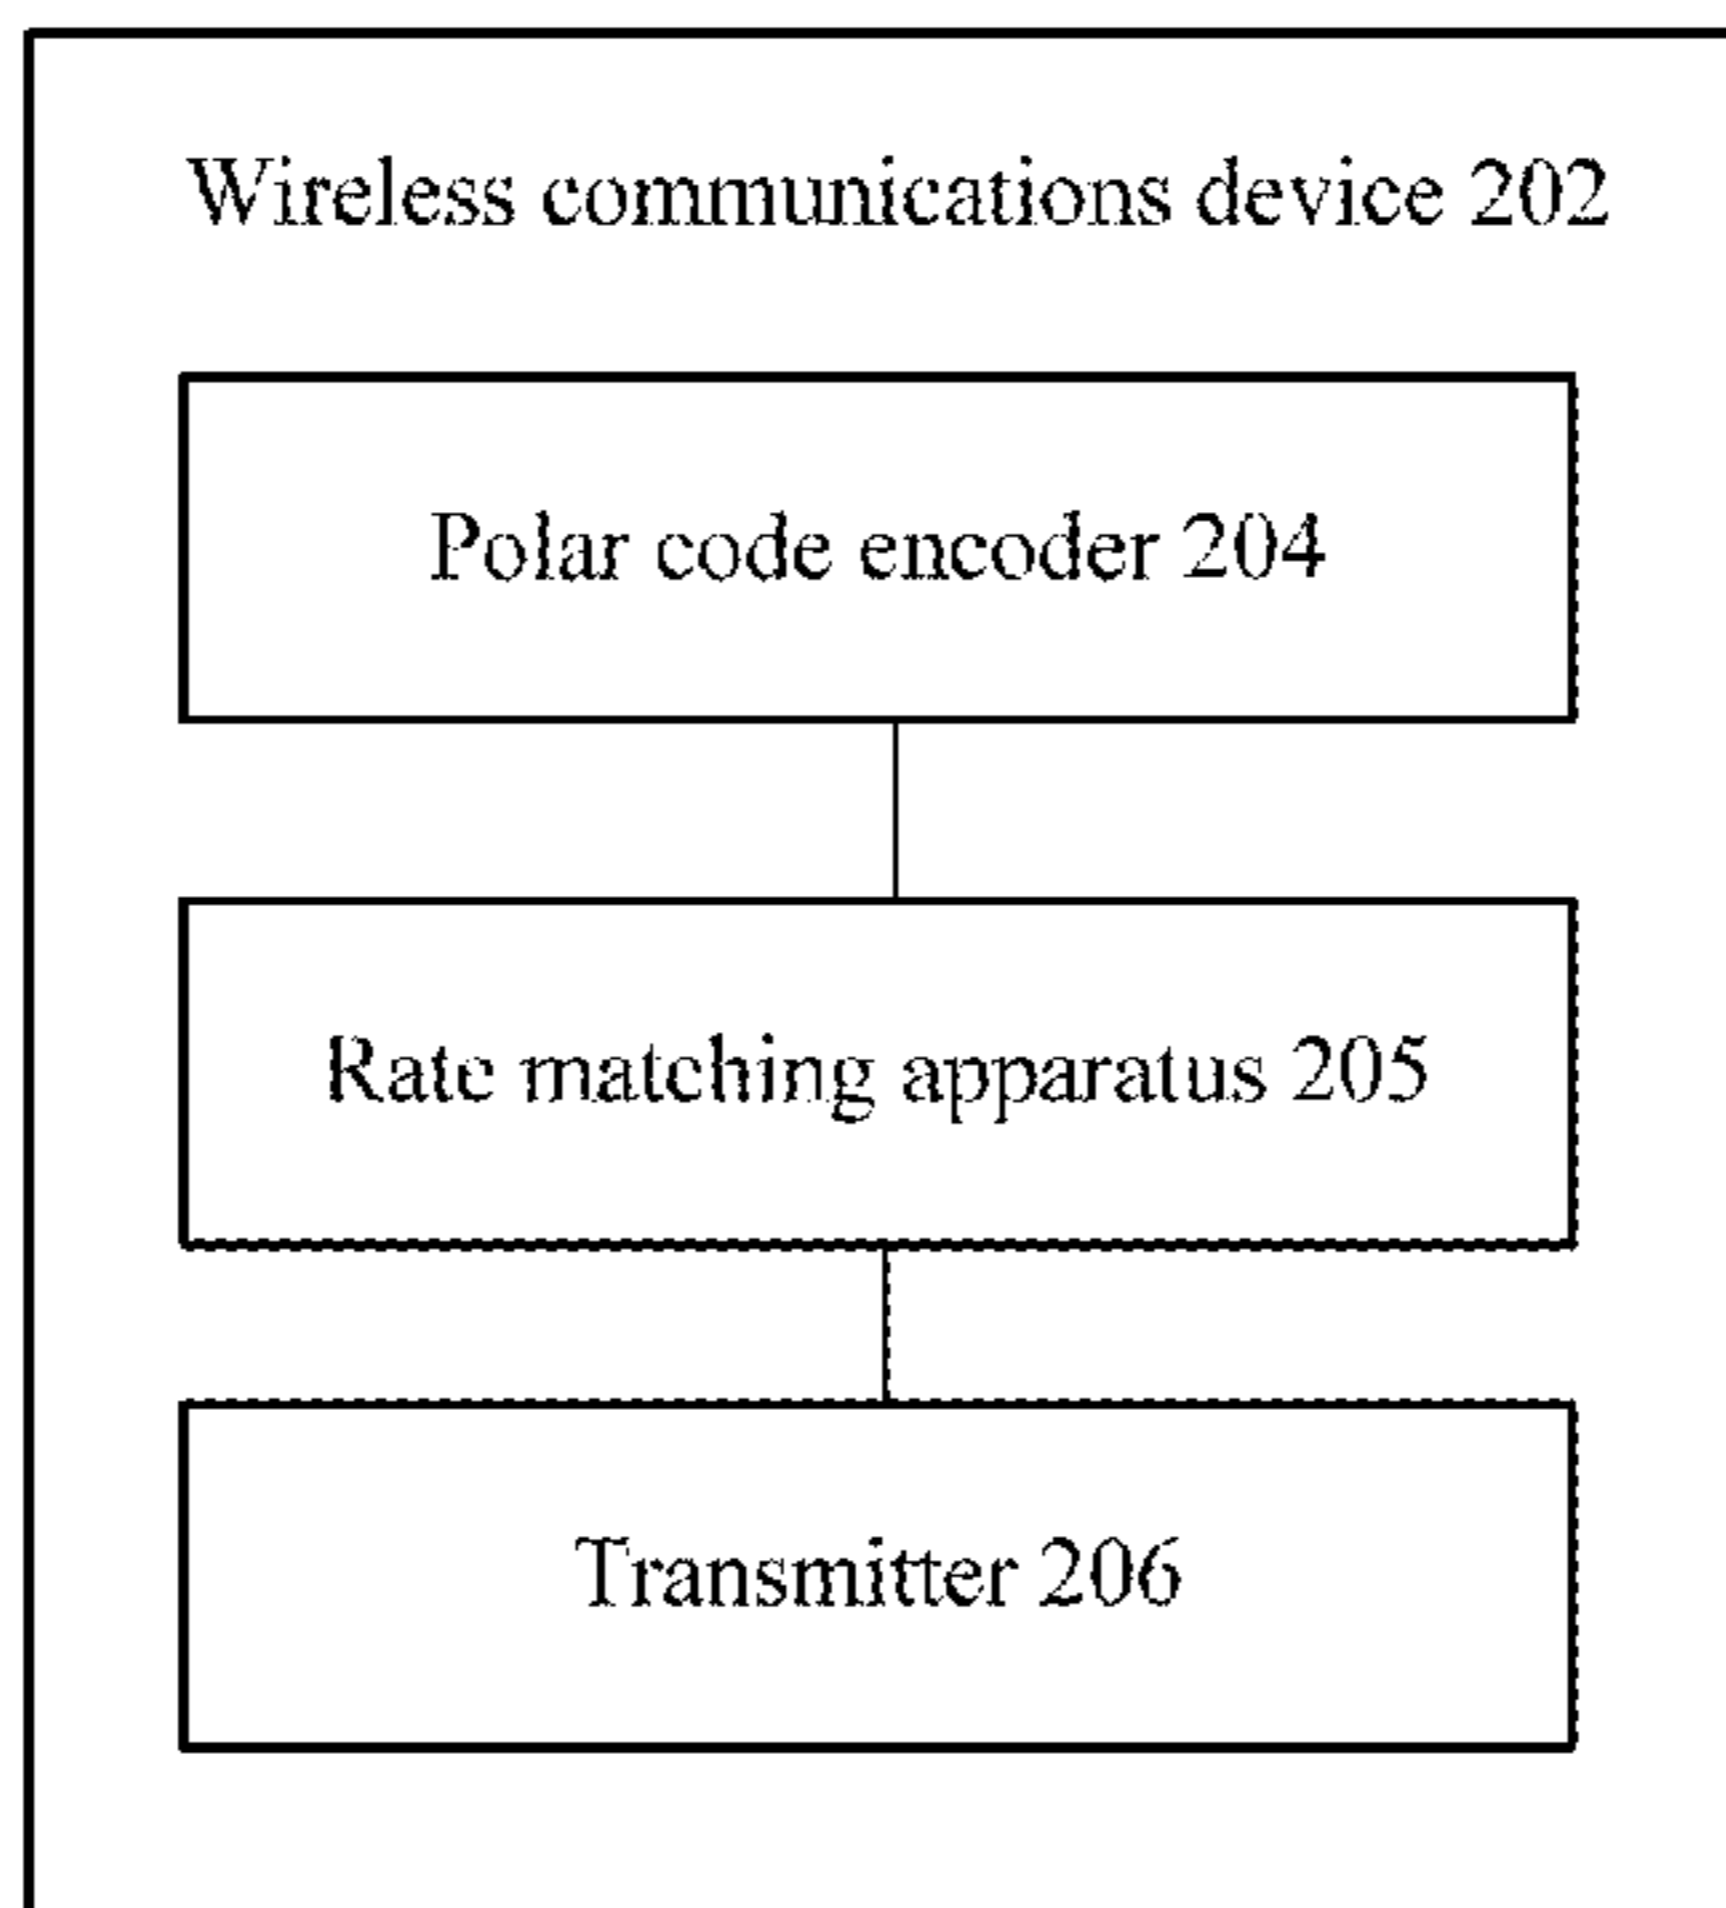 Wireless communications device 202
Polar code encoder 204
Rate matching apparatus 205
Transmitter 206